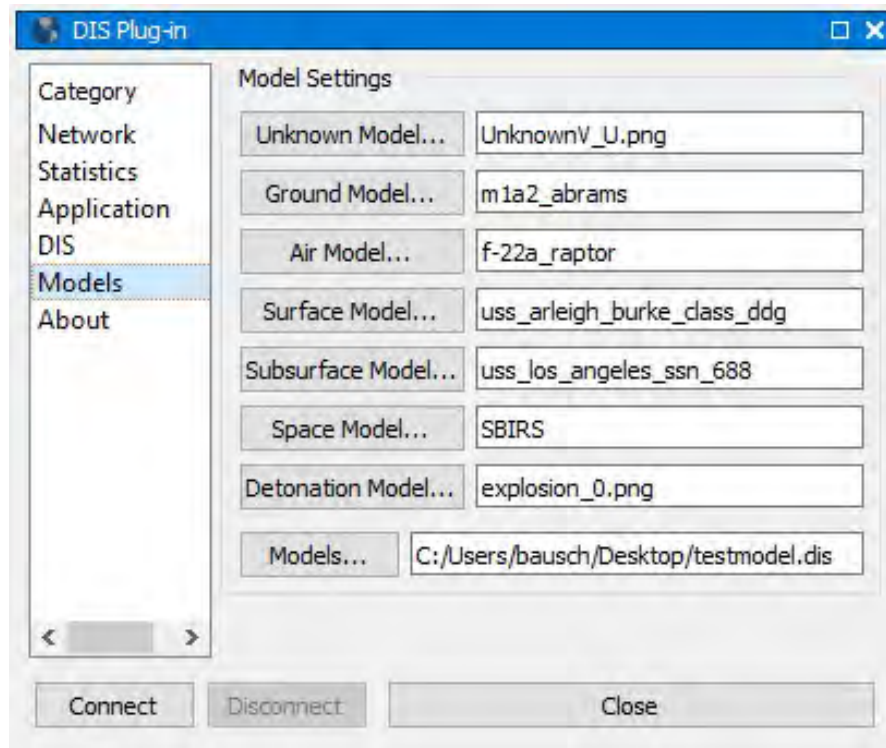 DIS Plug-in
Category
Network
Statistics
Application
DIS
Models
About
Model Settings
Unknown Model... UnknownV_U.png
Ground Model... m1a2_abrams
Air Model... f-22a_raptor
Surface Model... uss_arleigh_burke_class_ddg
Subsurface Model... uss_los_angeles_ssn_688
Space Model... SBIRS
Detonation Model... explosion_0.png
Models... C:/Users/bausch/Desktop/testmodel.dis
Connect Disconnect Close